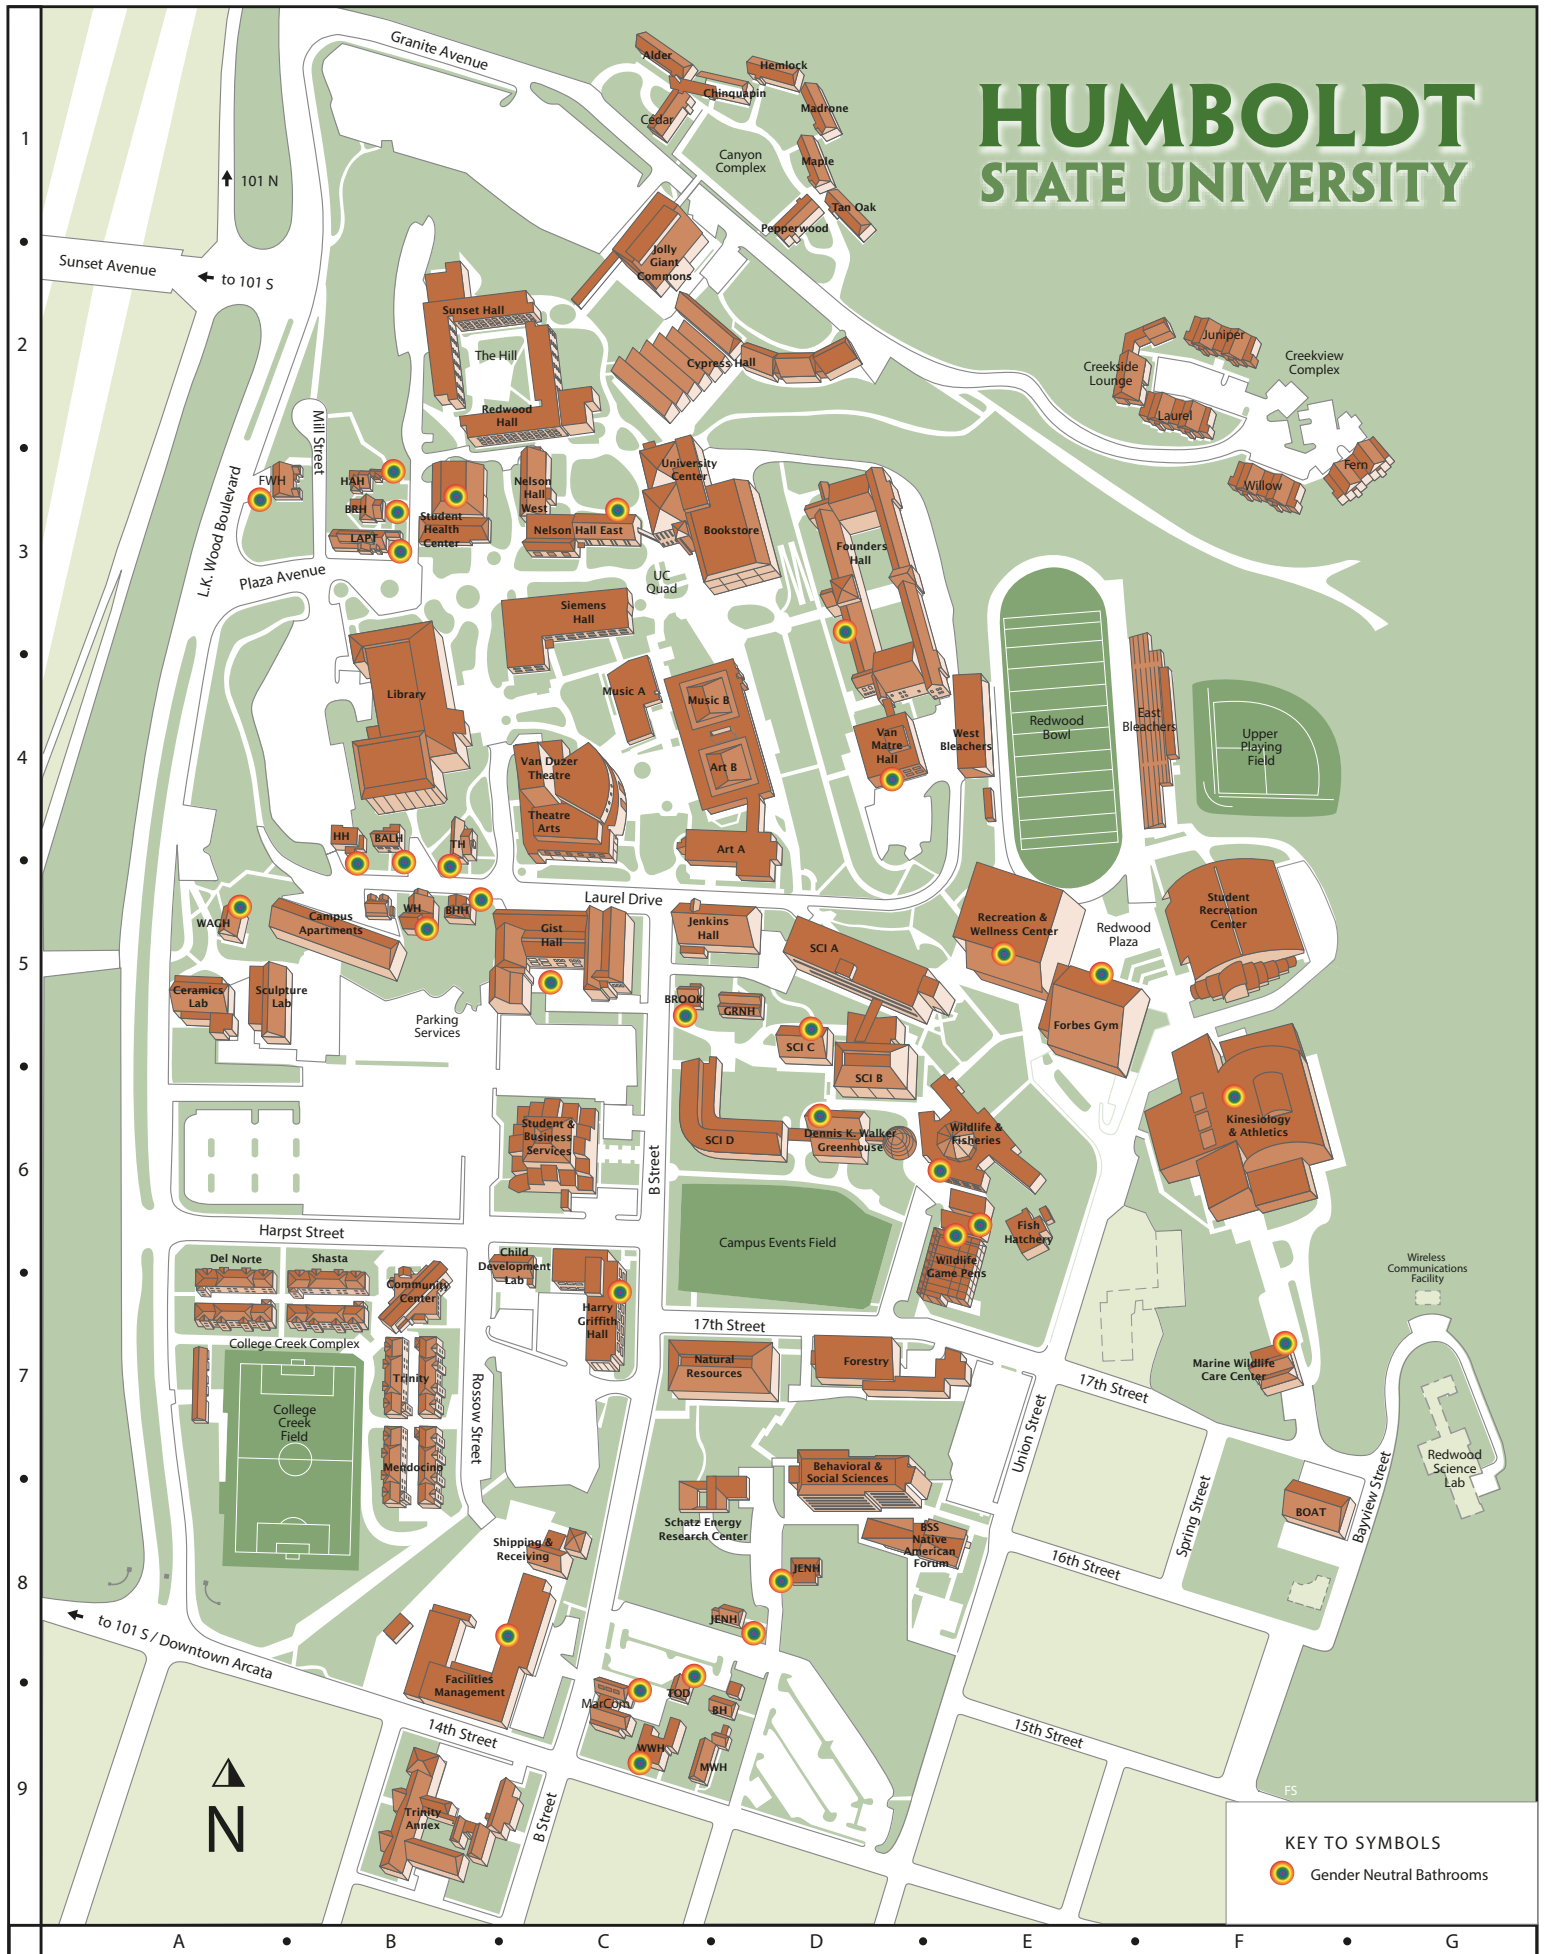 HUMBOLDT
STATE UNIVERSITY
Granite Avenue
Alder
Hemlock
Chinquapin
Cedar
Madrone
Canyon
Complex
Maple
Tan Oak
Pepperwood
1
101 N
Sunset Avenue
to 101 S
Jolly
Giant
Commons
Sunset Hall
The Hill
Redwood
Hall
Cypress Hall
2
Juniper
Creekside
Lounge
Creekview
Complex
Laurel
Fern
Willow
Mill Street
L.K. Wood Boulevard
FWH
HAH
BRH
LAPT
Student
Health
Center
Nelson
Hall
West
Nelson Hall East
University
Center
Bookstore
Founders
Hall
3
Plaza Avenue
UC
Quad
Siemens
Hall
Library
Music A
Music B
Art B
Van
Matre
Hall
West
Bleachers
Redwood
Bowl
East
Bleachers
Upper
Playing
Field
4
Van Duzer
Theatre
Theatre
Arts
HH
BALH
TH
Art A
Laurel Drive
WAGH
Campus
Apartments
WH
BHH
Gist
Hall
Jenkins
Hall
SCI A
Recreation &
Wellness Center
Redwood
Plaza
Student
Recreation
Center
5
Ceramics
Lab
Sculpture
Lab
Parking
Services
BROOK
GRNH
SCI C
SCI B
Forbes Gym
Kinesiology
& Athletics
Student &
Business
Services
SCI D
Dennis K. Walker
Greenhouse
Wildlife &
Fisheries
6
B Street
Harpst Street
Campus Events Field
Fish
Hatchery
Wildlife
Game Pens
Del Norte
Shasta
Community
Center
Child
Development
Lab
Harry
Griffith
Hall
College Creek Complex
17th Street
Wireless
Communications
Facility
7
Natural
Resources
Forestry
Marine Wildlife
Care Center
17th Street
Trinity
College
Creek
Field
Rossow Street
Mendocino
Union Street
Behavioral &
Social Sciences
Redwood
Science
Lab
Schatz Energy
Research Center
BSS
Native
American
Forum
Spring Street
BOAT
Bayview Street
Shipping &
Receiving
16th Street
8
JENH
JENH
to 101 S / Downtown Arcata
Facilities
Management
MarCom
TOD
BH
WWH
MWH
14th Street
15th Street
9
N
Trinity
Annex
B Street
FS
KEY TO SYMBOLS
Gender Neutral Bathrooms
A
B
C
D
E
F
G